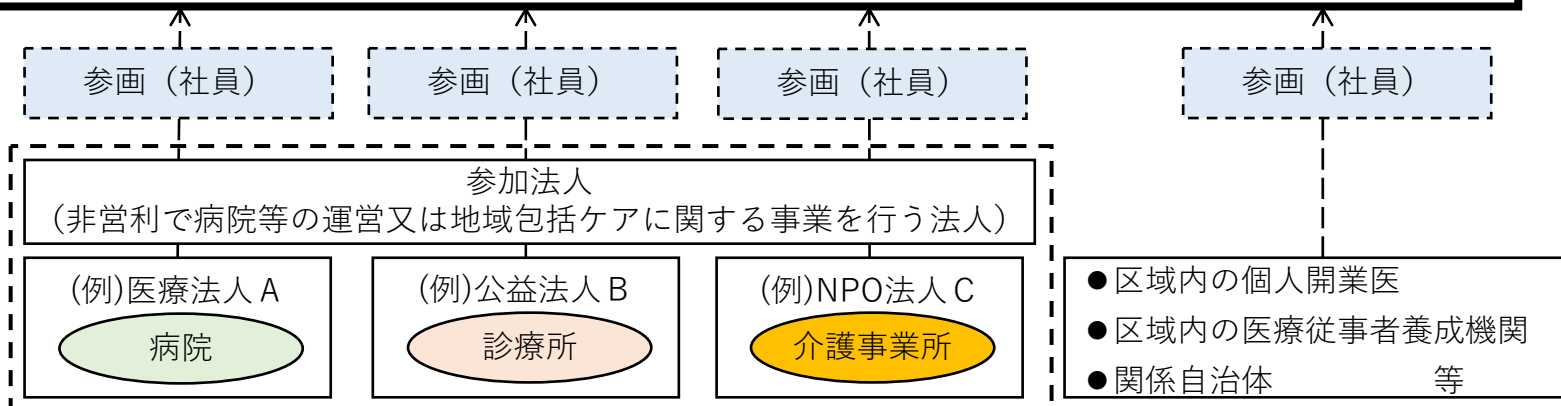 参画（社員）
参画（社員）
参画（社員）
参画（社員）
参加法人
（非営利で病院等の運営又は地域包括ケアに関する事業を行う法人）
(例)医療法人Ａ
病院
(例)公益法人Ｂ
診療所
(例)NPO法人Ｃ
介護事業所
●区域内の個人開業医
●区域内の医療従事者養成機関
●関係自治体　　　　　等